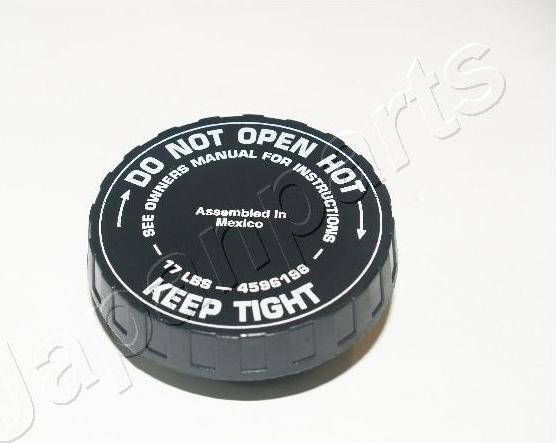 DO NOT OPEN HOT
SEE OWNERS MANUAL FOR INSTRUCTIONS
Assembled In
Mexico
17 LBS — 4596198
KEEP TIGHT
Japanparts